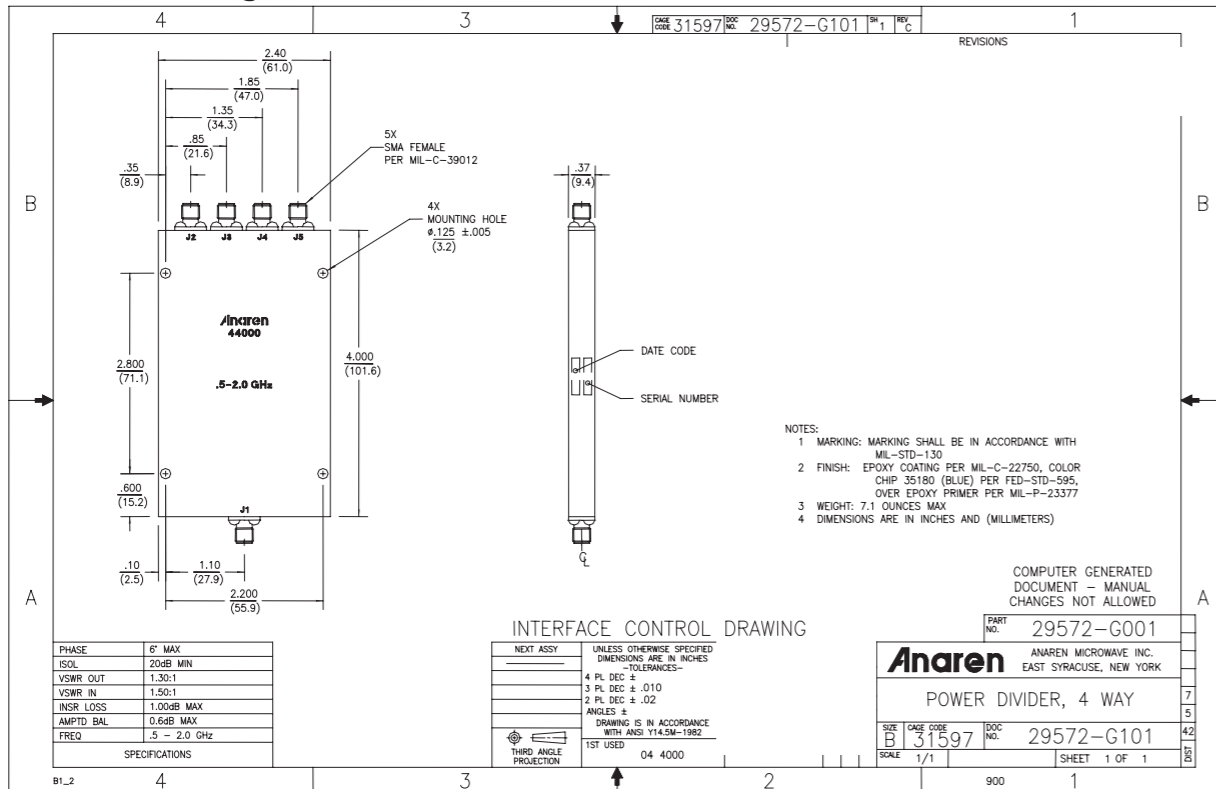 4
3
1
CAGE CODE 31597 DOC NO. 29572-G101 SH 1 REV C
REVISIONS
2.40
(61.0)
1.85
(47.0)
1.35
(34.3)
.85
(21.6)
.35
(8.9)
5X
SMA FEMALE
PER MIL-C-39012
4X
MOUNTING HOLE
ø.125 ±.005
(3.2)
.37
(9.4)
B
B
J2 J3 J4 J5
Anaren
44000
.5-2.0 GHz
2.800
(71.1)
4.000
(101.6)
.600
(15.2)
J1
.10
(2.5)
1.10
(27.9)
2.200
(55.9)
DATE CODE
SERIAL NUMBER
CL
NOTES:
1 MARKING: MARKING SHALL BE IN ACCORDANCE WITH
MIL-STD-130
2 FINISH: EPOXY COATING PER MIL-C-22750, COLOR
CHIP 35180 (BLUE) PER FED-STD-595,
OVER EPOXY PRIMER PER MIL-P-23377
3 WEIGHT: 7.1 OUNCES MAX
4 DIMENSIONS ARE IN INCHES AND (MILLIMETERS)
COMPUTER GENERATED
DOCUMENT - MANUAL
CHANGES NOT ALLOWED
A
A
INTERFACE CONTROL DRAWING
PHASE 6° MAX
ISOL 20dB MIN
VSWR OUT 1.30:1
VSWR IN 1.50:1
INSR LOSS 1.00dB MAX
AMPTD BAL 0.6dB MAX
FREQ .5 - 2.0 GHz
SPECIFICATIONS
NEXT ASSY
UNLESS OTHERWISE SPECIFIED
DIMENSIONS ARE IN INCHES
-TOLERANCES-
4 PL DEC ±
3 PL DEC ± .010
2 PL DEC ± .02
ANGLES ±
DRAWING IS IN ACCORDANCE
WITH ANSI Y14.5M-1982
THIRD ANGLE
PROJECTION
1ST USED
04 4000
PART NO. 29572-G001
Anaren
ANAREN MICROWAVE INC.
EAST SYRACUSE, NEW YORK
POWER DIVIDER, 4 WAY
SIZE B CAGE CODE 31597 DOC NO. 29572-G101
SCALE 1/1 SHEET 1 OF 1
7
5
42
DIST
B1_2
4
3
2
900
1